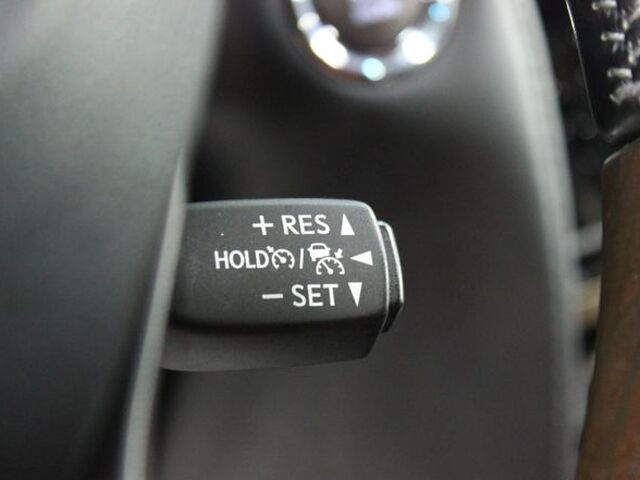 + RES ▲
HOLD / ◀
− SET ▼